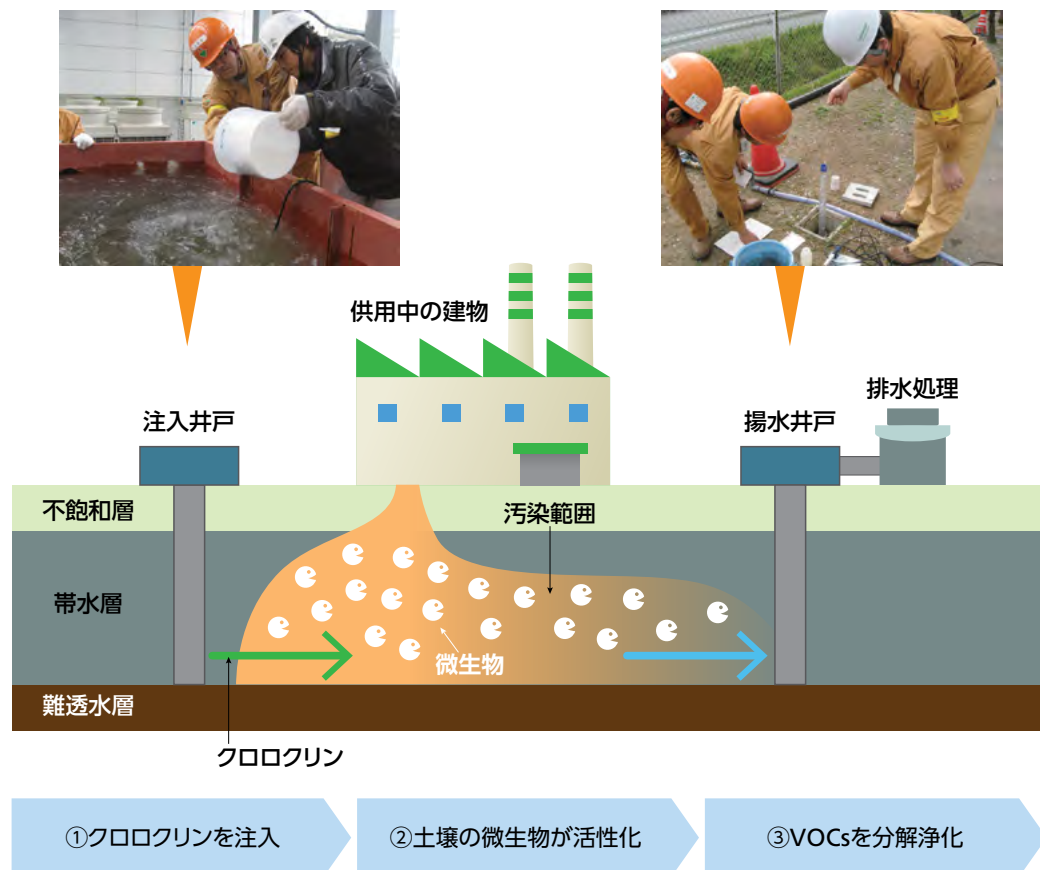 供用中の建物
注入井戸
揚水井戸
排水処理
不飽和層
汚染範囲
帯水層
微生物
難透水層
クロロクリン
①クロロクリンを注入
②土壌の微生物が活性化
③VOCsを分解浄化